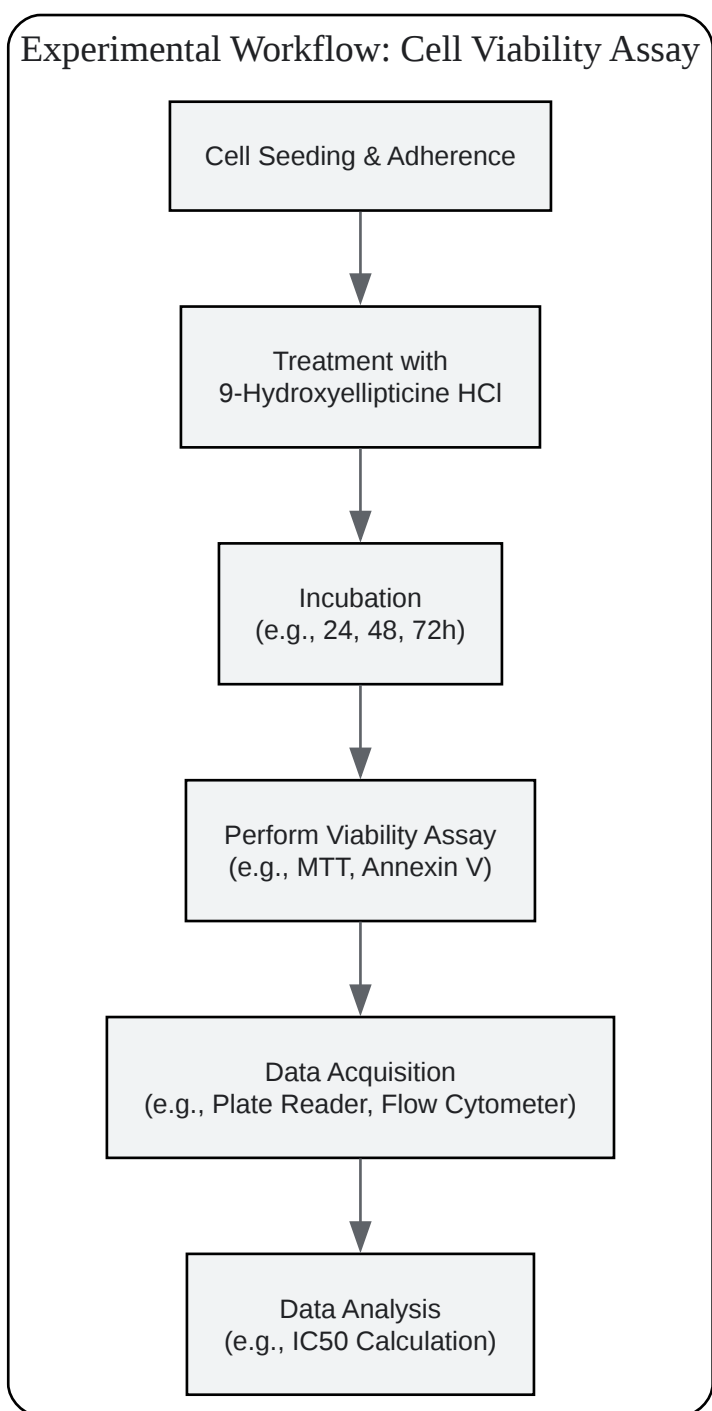 Experimental Workflow: Cell Viability Assay
Cell Seeding & Adherence
Treatment with
9-Hydroxyellipticine HCl
Incubation
(e.g., 24, 48, 72h)
Perform Viability Assay
(e.g., MTT, Annexin V)
Data Acquisition
(e.g., Plate Reader, Flow Cytometer)
Data Analysis
(e.g., IC50 Calculation)